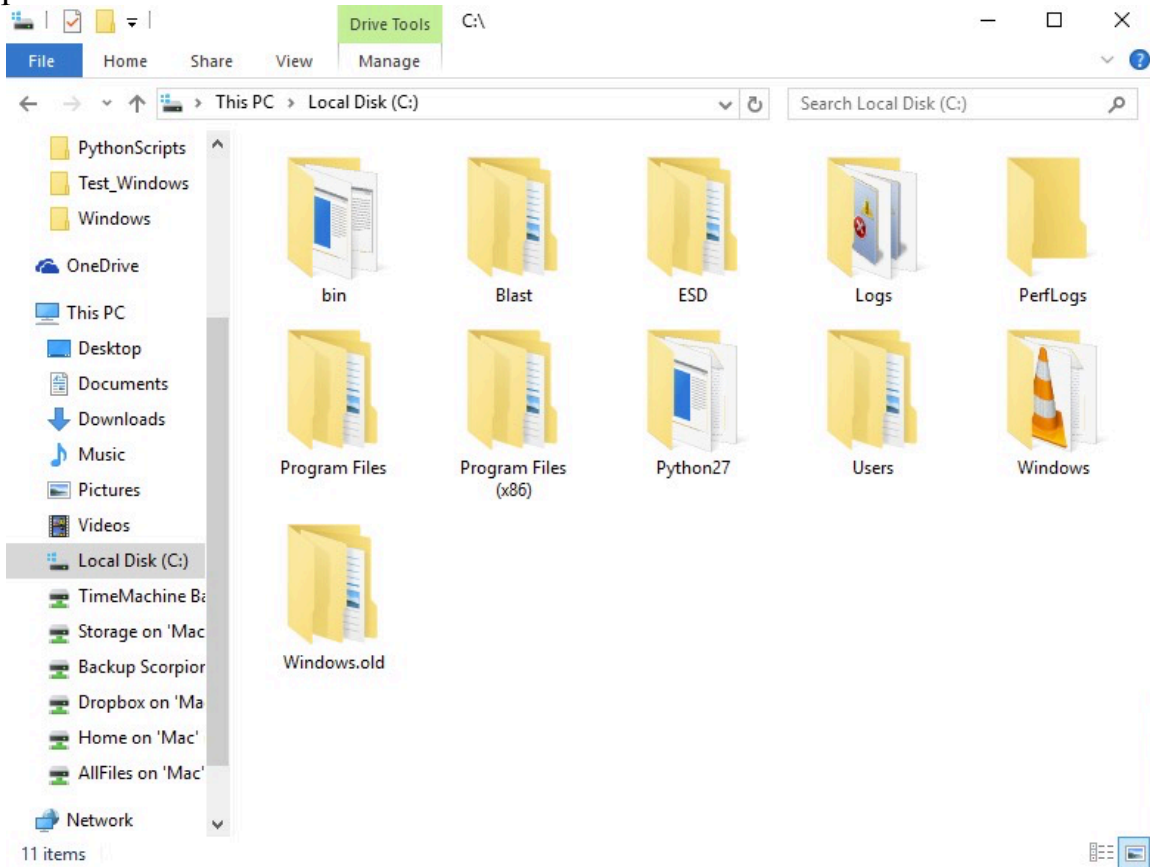 Drive Tools
C:\
File
Home
Share
View
Manage
This PC
Local Disk (C:)
Search Local Disk (C:)
PythonScripts
Test_Windows
Windows
OneDrive
This PC
Desktop
Documents
Downloads
Music
Pictures
Videos
Local Disk (C:)
TimeMachine Ba
Storage on 'Mac
Backup Scorpion
Dropbox on 'Ma
Home on 'Mac'
AllFiles on 'Mac'
Network
bin
Blast
ESD
Logs
PerfLogs
Program Files
Program Files
(x86)
Python27
Users
Windows
Windows.old
11 items